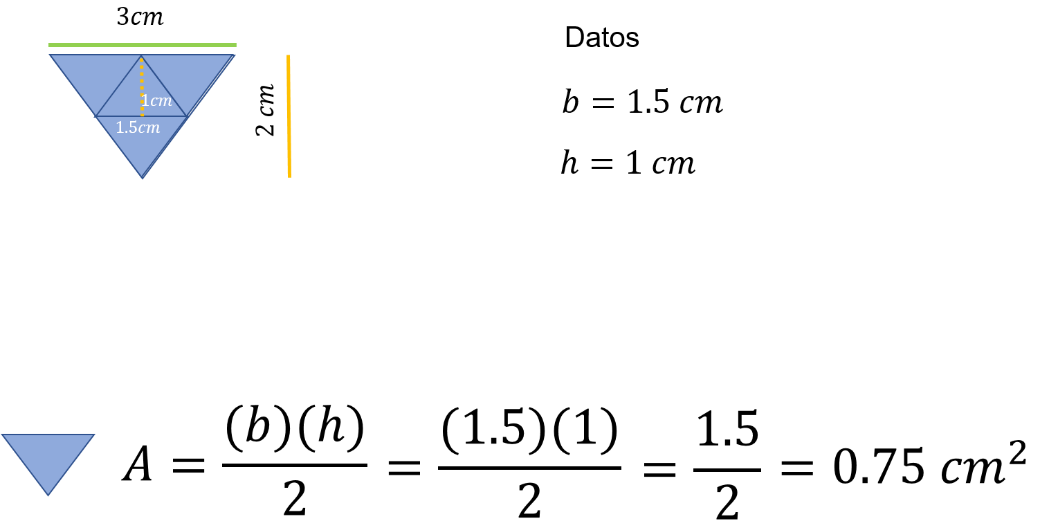 3cm
Datos
1cm
2 cm
b = 1.5 cm
1.5cm
h = 1 cm
A = (b)(h)/2 = (1.5)(1)/2 = 1.5/2 = 0.75 cm²